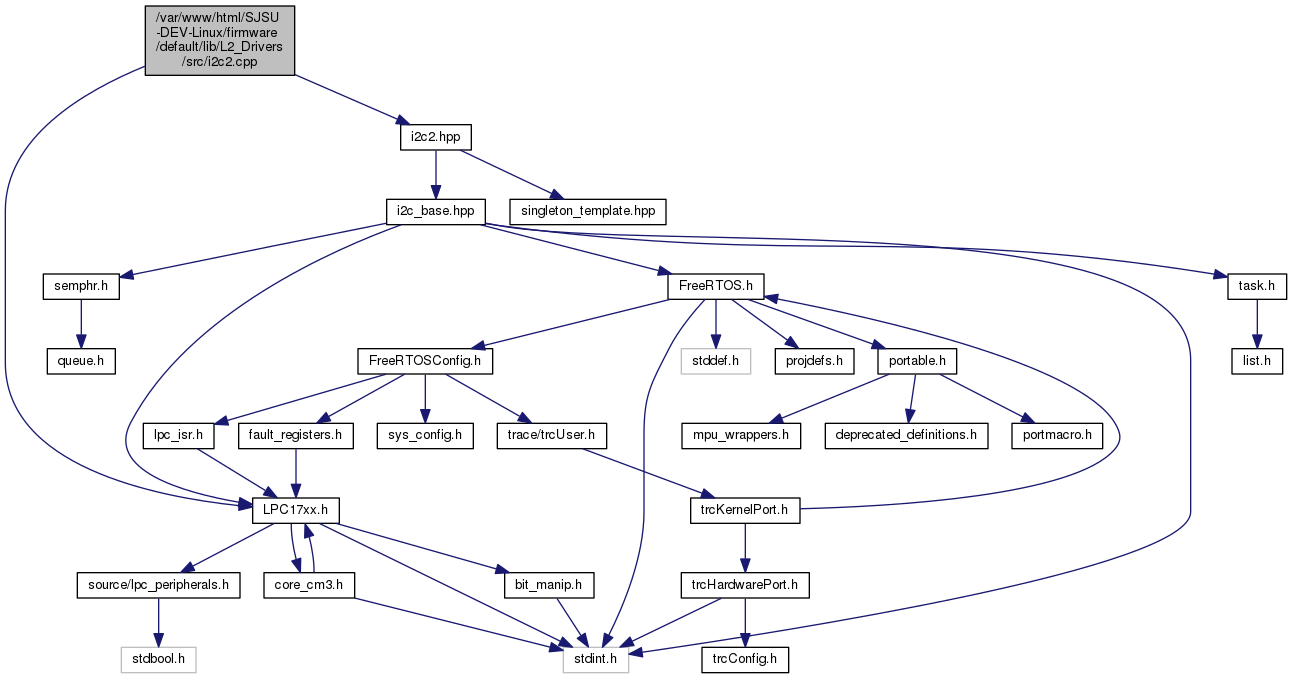 /var/www/html/SJSU
-DEV-Linux/firmware
/default/lib/L2_Drivers
/src/i2c2.cpp
i2c2.hpp
i2c_base.hpp
singleton_template.hpp
semphr.h
FreeRTOS.h
task.h
queue.h
FreeRTOSConfig.h
stddef.h
projdefs.h
portable.h
list.h
lpc_isr.h
fault_registers.h
sys_config.h
trace/trcUser.h
mpu_wrappers.h
deprecated_definitions.h
portmacro.h
LPC17xx.h
trcKernelPort.h
source/lpc_peripherals.h
core_cm3.h
bit_manip.h
trcHardwarePort.h
stdbool.h
stdint.h
trcConfig.h